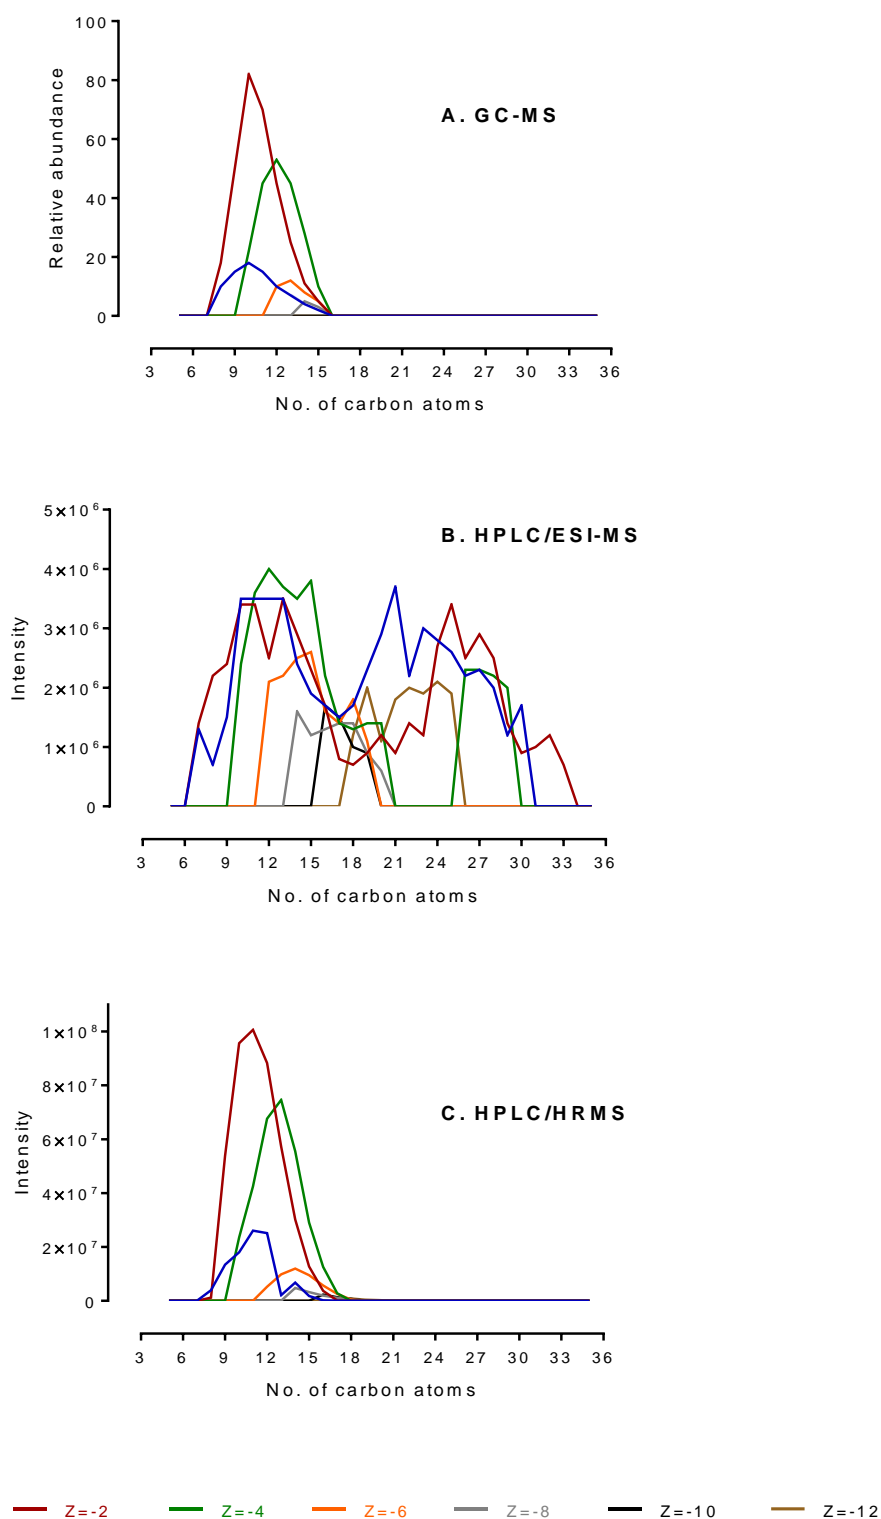 100
80
60
40
20
0
Relative abundance
A. GC-MS
3 6 9 12 15 18 21 24 27 30 33 36
No. of carbon atoms
5×10⁶
4×10⁶
3×10⁶
2×10⁶
1×10⁶
0
Intensity
B. HPLC/ESI-MS
3 6 9 12 15 18 21 24 27 30 33 36
No. of carbon atoms
1×10⁸
8×10⁷
6×10⁷
4×10⁷
2×10⁷
0
Intensity
C. HPLC/HRMS
3 6 9 12 15 18 21 24 27 30 33 36
No. of carbon atoms
Z=-2 Z=-4 Z=-6 Z=-8 Z=-10 Z=-12